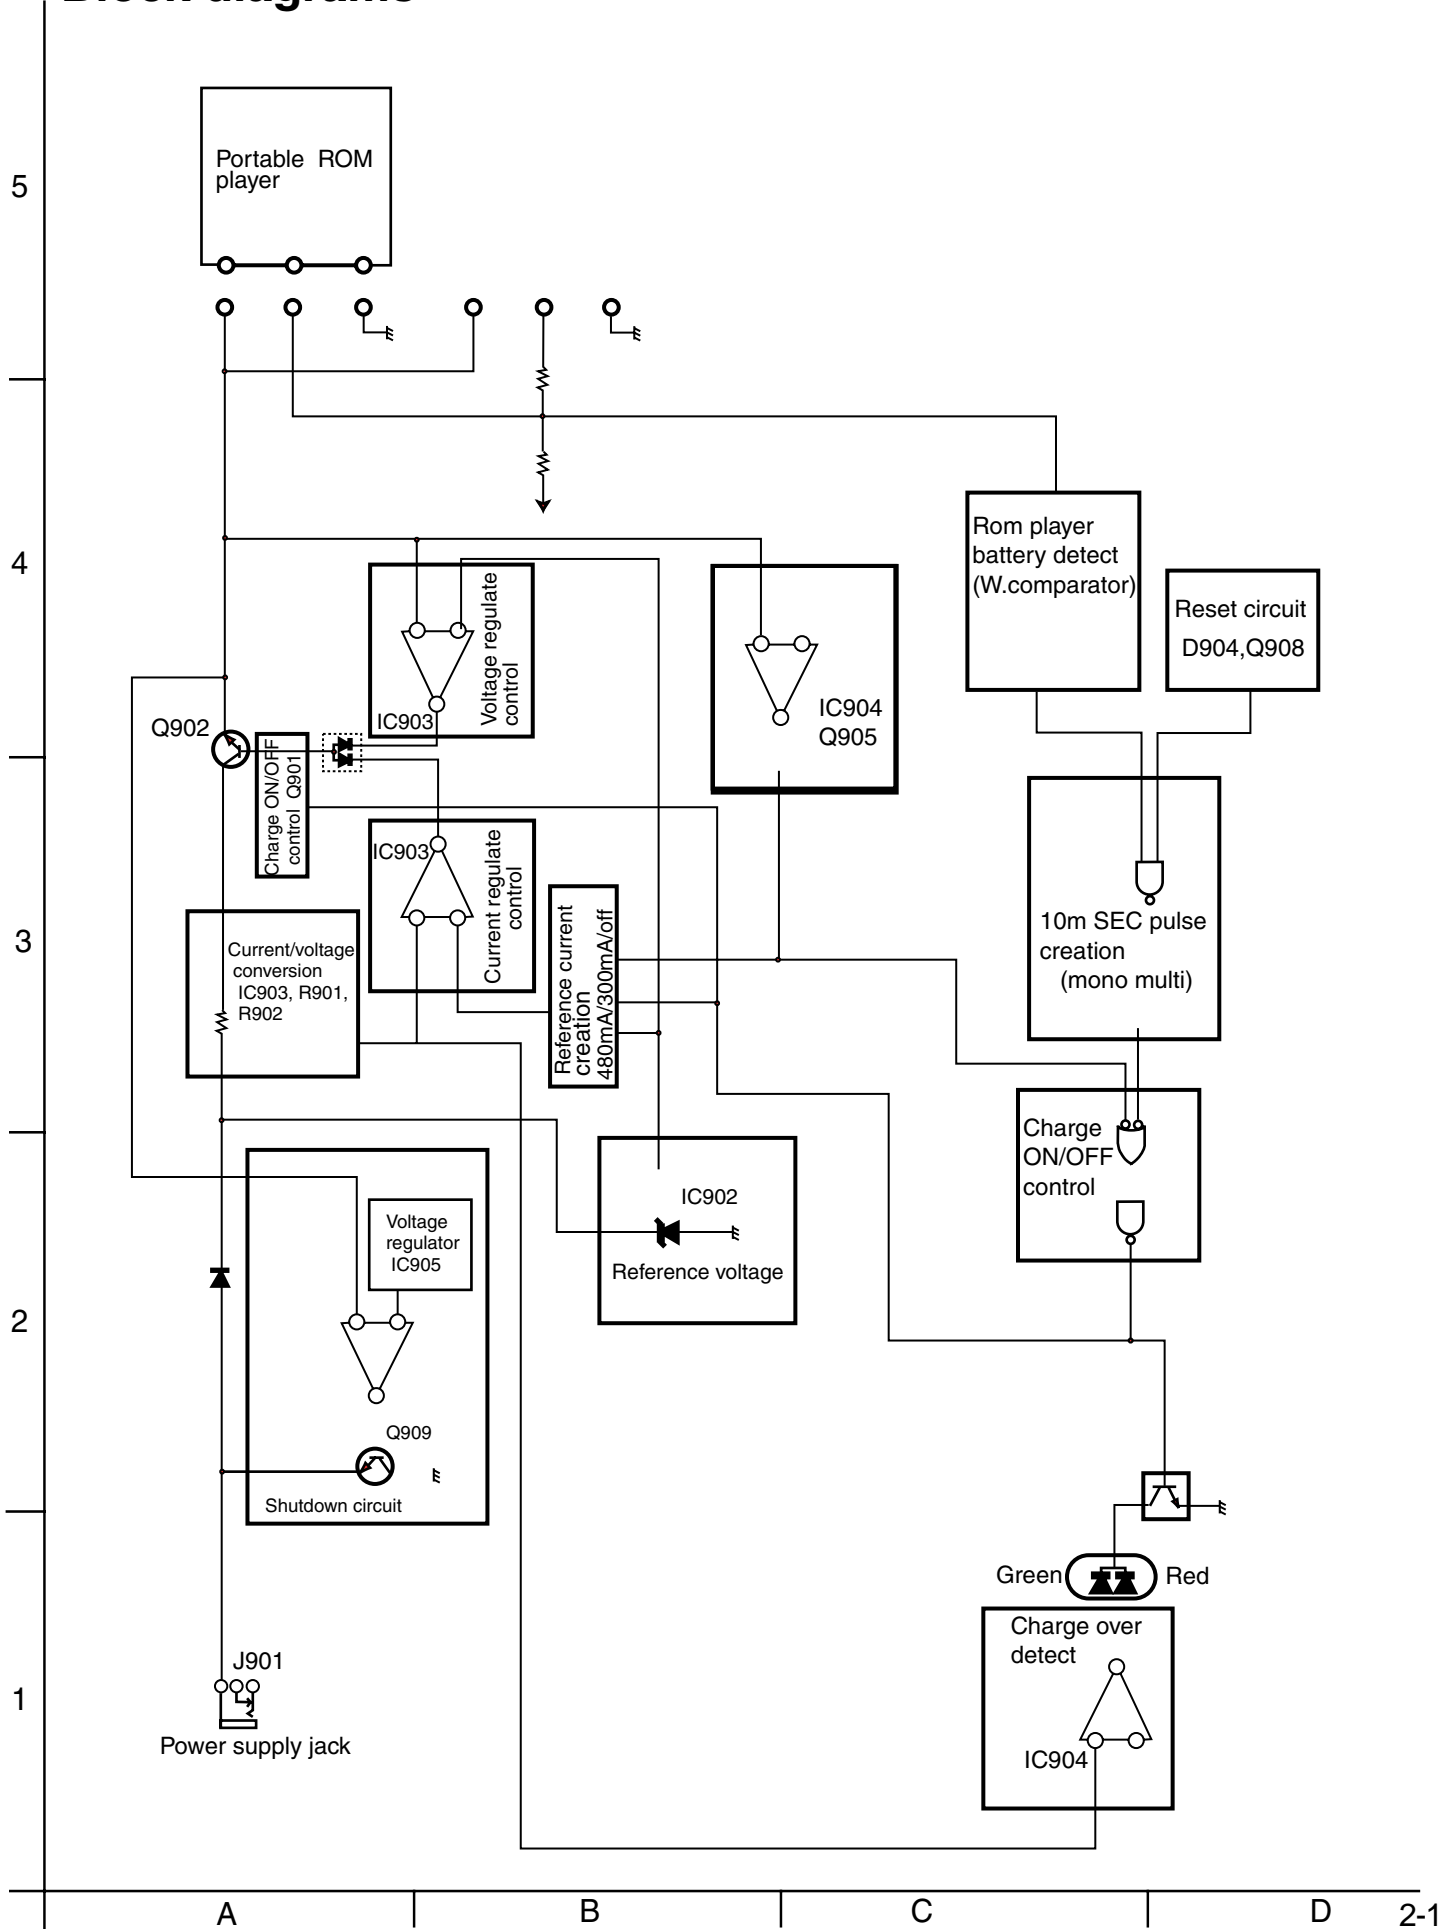 Block diagrams
5
Portable ROM
player
4
Rom player
battery detect
(W.comparator)
Reset circuit
D904,Q908
Voltage regulate
control
IC903
IC904
Q905
Q902
Charge ON/OFF
control Q901
3
IC903
Current regulate
control
Reference current
creation
480mA/300mA/off
10m SEC pulse
creation
(mono multi)
Current/voltage
conversion
IC903, R901,
R902
Charge
ON/OFF
control
IC902
Reference voltage
Voltage
regulator
IC905
2
Q909
Shutdown circuit
Green
Red
Charge over
detect
IC904
J901
1
Power supply jack
A
B
C
D
2-1